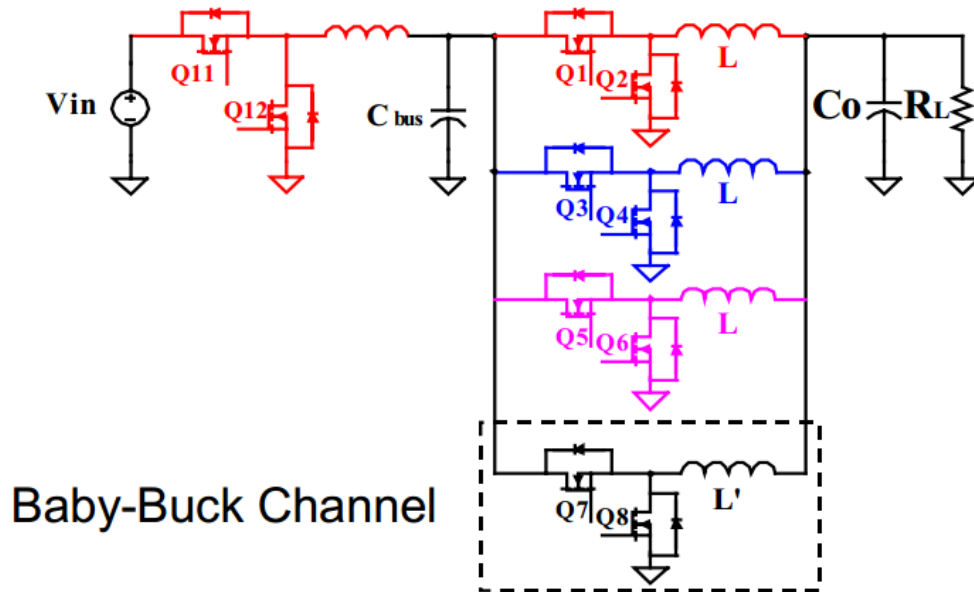 Vin
Q11
Q12
C bus
Q1
Q2
L
Co
RL
Q3
Q4
L
Q5
Q6
L
Baby-Buck Channel
Q7
Q8
L'